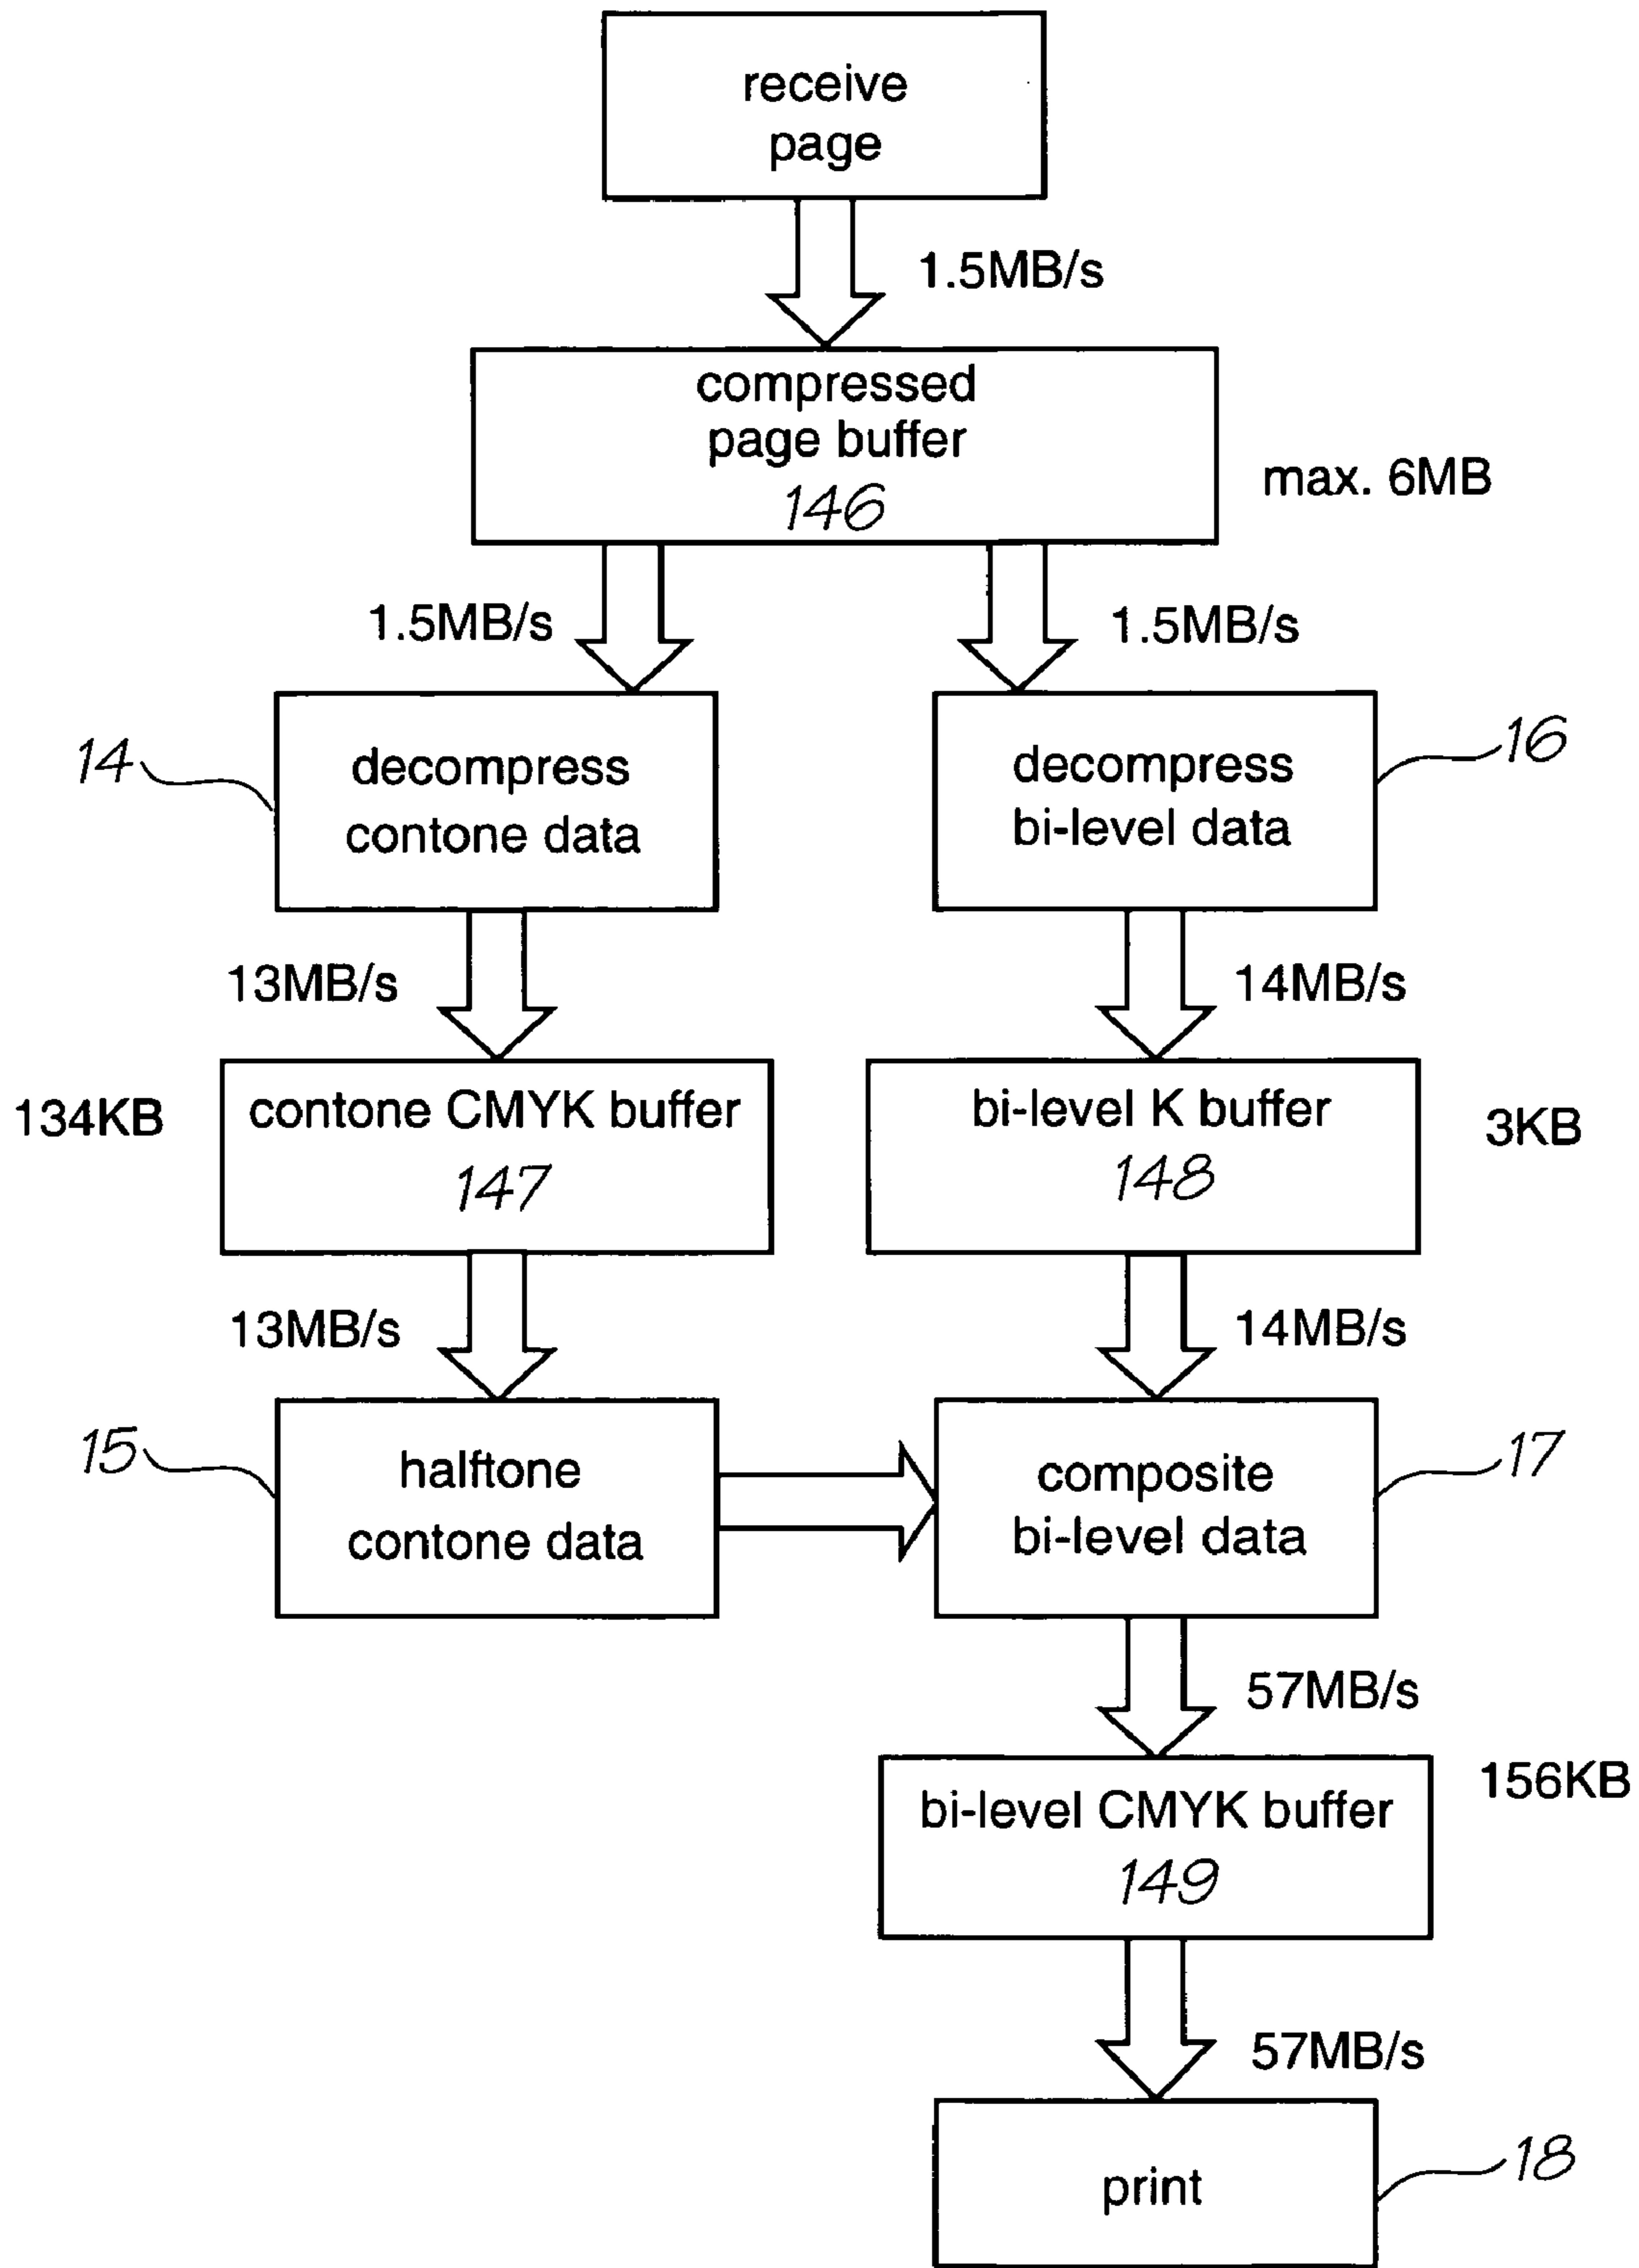 receive
page
1.5MB/s
compressed
page buffer
146
max. 6MB
1.5MB/s
1.5MB/s
14
decompress
contone data
decompress
bi-level data
16
13MB/s
14MB/s
134KB
contone CMYK buffer
147
bi-level K buffer
148
3KB
13MB/s
14MB/s
15
halftone
contone data
composite
bi-level data
17
57MB/s
bi-level CMYK buffer
149
156KB
57MB/s
print
18